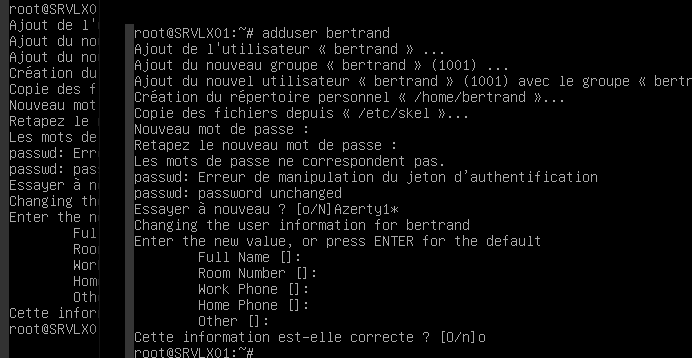 root@SRVLX0
Ajout de l'
Ajout du no
Ajout du no
Création du
Copie des f
Nouveau mot
Retapez le
Les mots de
passwd: Err
passwd: pas
Essayer à n
Changing the
Enter the n
Ful
Roo
Work
Hom
Oth
Cette infor
root@SRVLX0
root@SRVLX01:~# adduser bertrand
Ajout de l'utilisateur « bertrand » ...
Ajout du nouveau groupe « bertrand » (1001) ...
Ajout du nouvel utilisateur « bertrand » (1001) avec le groupe « bertr
Création du répertoire personnel « /home/bertrand »...
Copie des fichiers depuis « /etc/skel »...
Nouveau mot de passe :
Retapez le nouveau mot de passe :
Les mots de passe ne correspondent pas.
passwd: Erreur de manipulation du jeton d'authentification
passwd: password unchanged
Essayer à nouveau ? [o/N]Azerty1*
Changing the user information for bertrand
Enter the new value, or press ENTER for the default
Full Name []:
Room Number []:
Work Phone []:
Home Phone []:
Other []:
Cette information est-elle correcte ? [O/n]o
root@SRVLX01:~#